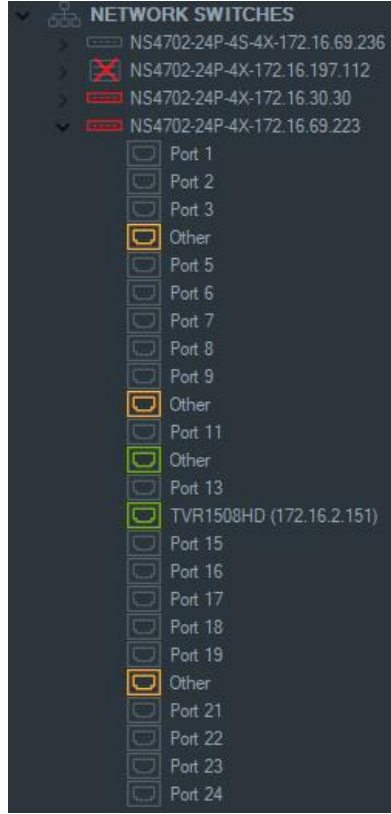 NETWORK SWITCHES
NS4702-24P-4S-4X-172.16.69.236
NS4702-24P-4X-172.16.197.112
NS4702-24P-4X-172.16.30.30
NS4702-24P-4X-172.16.69.223
Port 1
Port 2
Port 3
Other
Port 5
Port 6
Port 7
Port 8
Port 9
Other
Port 11
Other
Port 13
TVR1508HD (172.16.2.151)
Port 15
Port 16
Port 17
Port 18
Port 19
Other
Port 21
Port 22
Port 23
Port 24